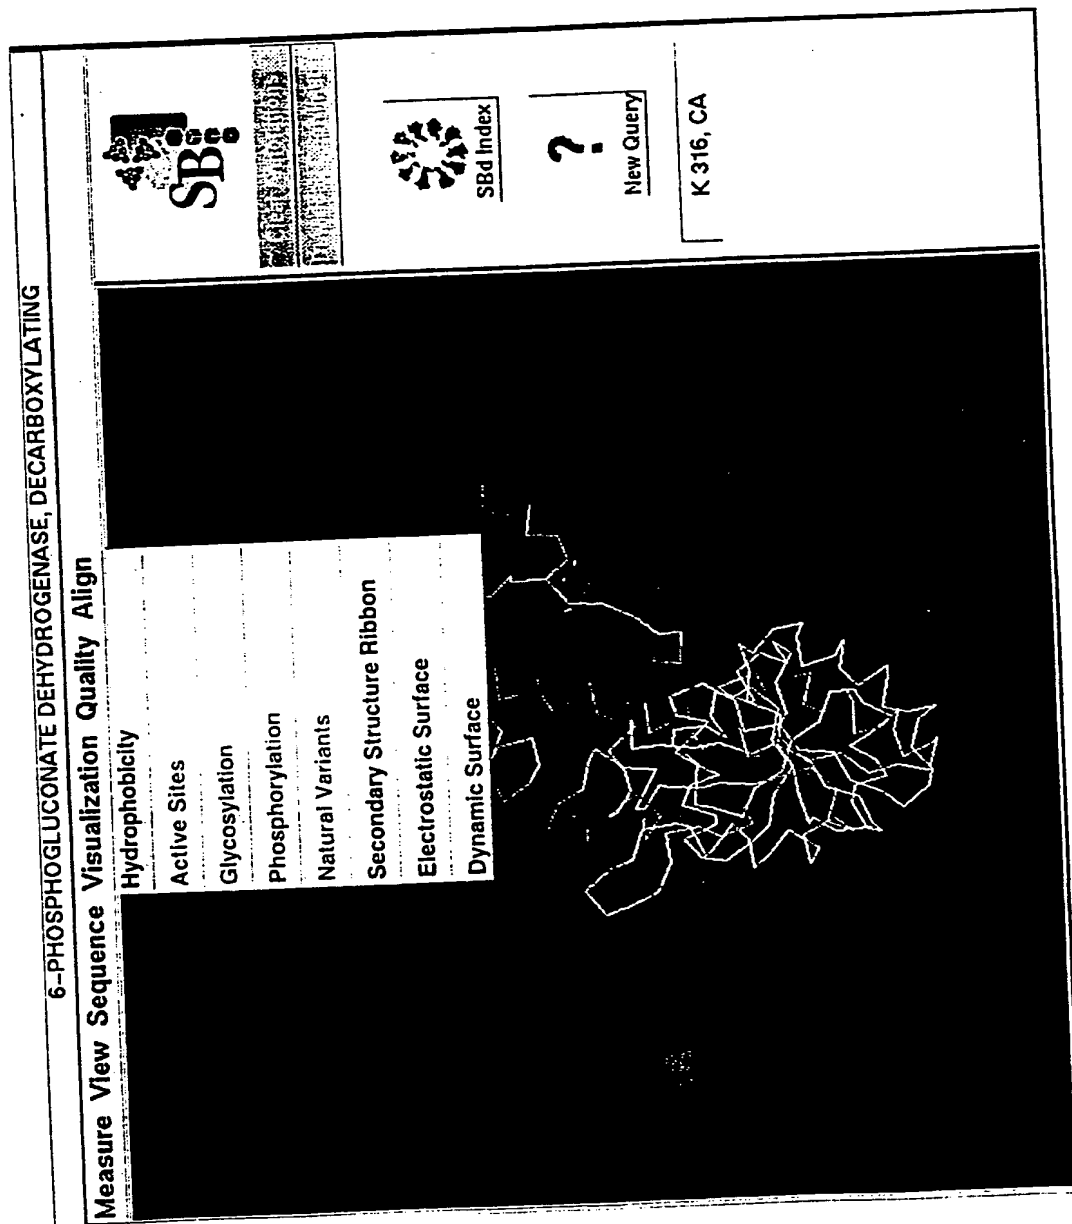 6-PHOSPHOGLUCONATE DEHYDROGENASE, DECARBOXYLATING
Measure View Sequence Visualization Quality Align
Hydrophobicity
Active Sites
Glycosylation
Phosphorylation
Natural Variants
Secondary Structure Ribbon
Electrostatic Surface
Dynamic Surface
SB
SBd Index
?
New Query
K 316, CA